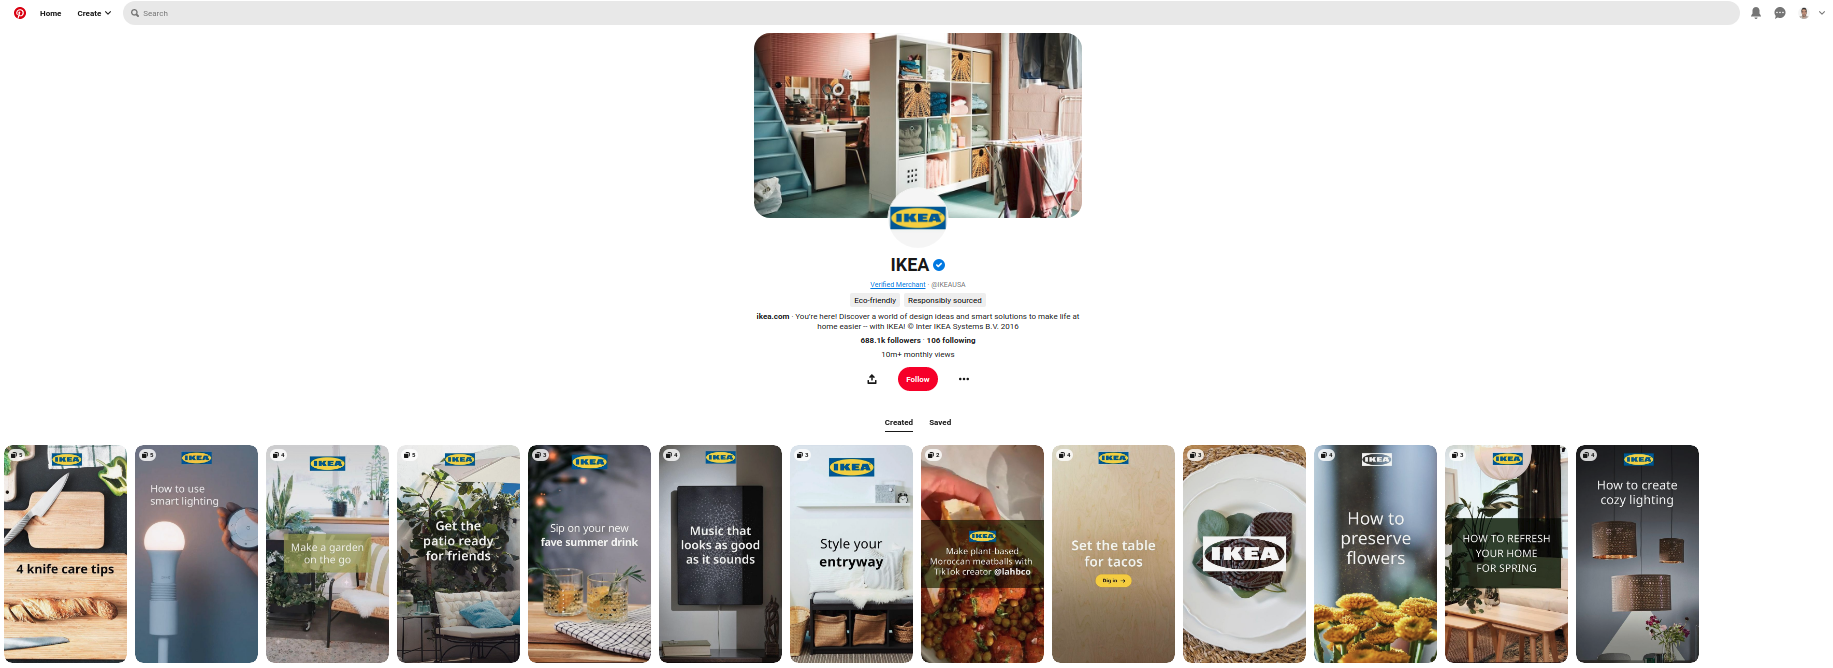 Home
Create
Search
IKEA
IKEA
Verified Merchant · @IKEAUSA
Eco-friendly
Responsibly sourced
ikea.com · You're here! Discover a world of design ideas and smart solutions to make life at
home easier -- with IKEA! © Inter IKEA Systems B.V. 2016
688.1k followers · 106 following
10m+ monthly views
Follow
Created
Saved
5
IKEA
4 knife care tips
5
IKEA
How to use
smart lighting
4
IKEA
Make a garden
on the go
5
IKEA
Get the
patio ready
for friends
3
IKEA
Sip on your new
fave summer drink
4
IKEA
Music that
looks as good
as it sounds
3
IKEA
Style your
entryway
2
IKEA
Make plant-based
Moroccan meatballs with
TikTok creator @lahbco
4
IKEA
Set the table
for tacos
Dig in →
3
IKEA
4
IKEA
How to
preserve
flowers
3
IKEA
HOW TO REFRESH
YOUR HOME
FOR SPRING
4
IKEA
How to create
cozy lighting